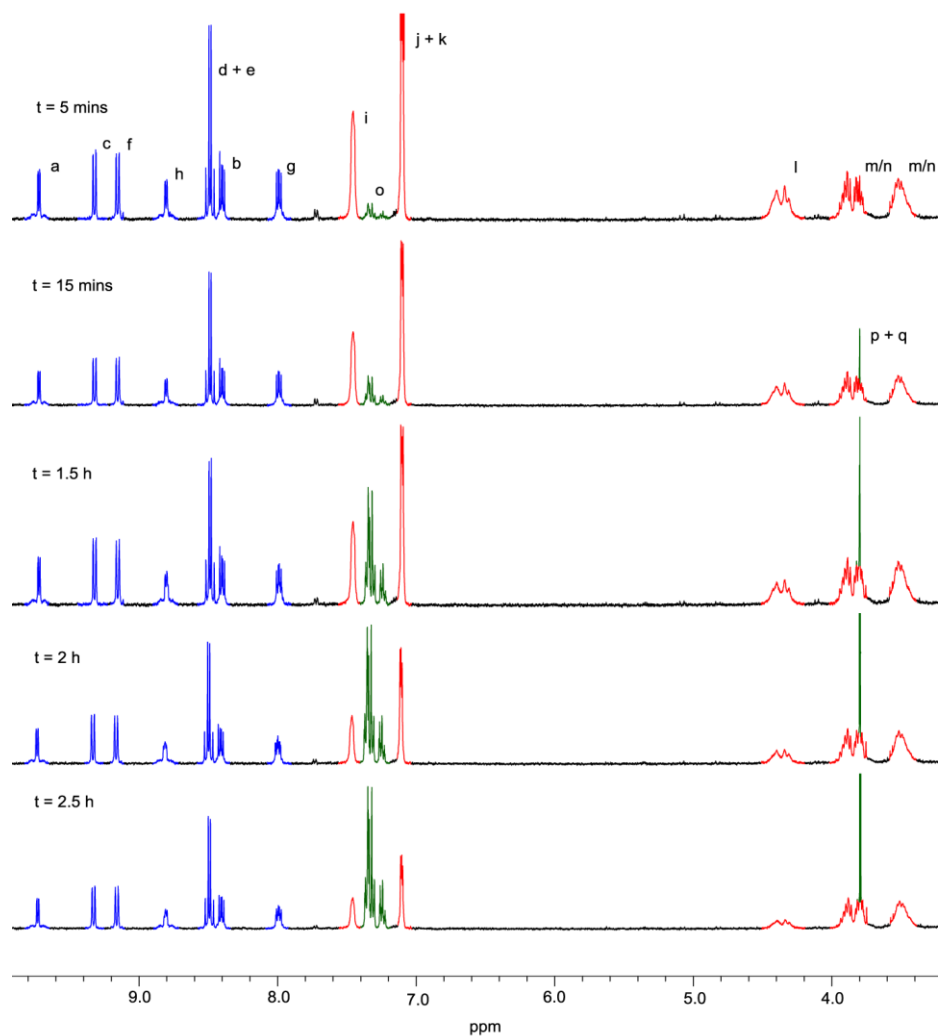 j + k
d + e
t = 5 mins
i
c
f
a
h
b
g
o
l
m/n
m/n
t = 15 mins
p + q
t = 1.5 h
t = 2 h
t = 2.5 h
9.0
8.0
7.0
6.0
5.0
4.0
ppm